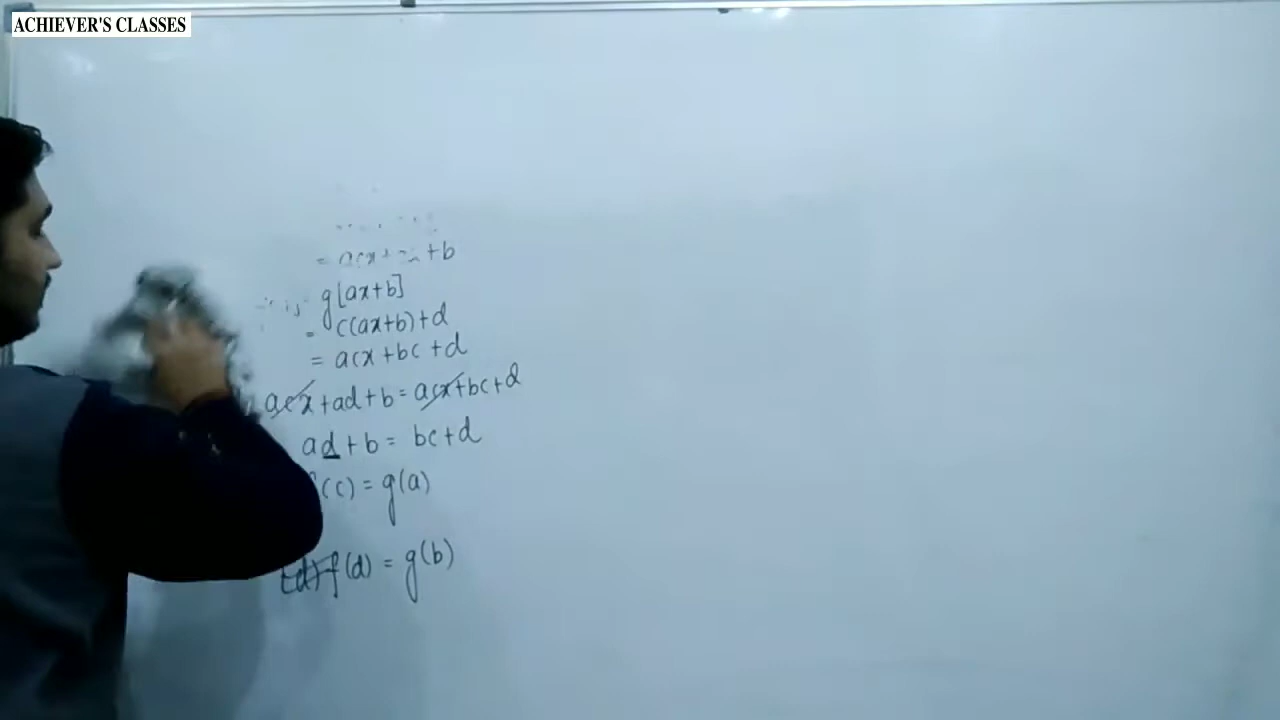 ACHIEVER'S CLASSES
= acx + +b
g[ax+b]
= c(ax+b)+d
= acx+bc+d
acx+ad+b=acx+bc+d
ad+b= bc+d
(c) = g(a)
f(d) = g(b)